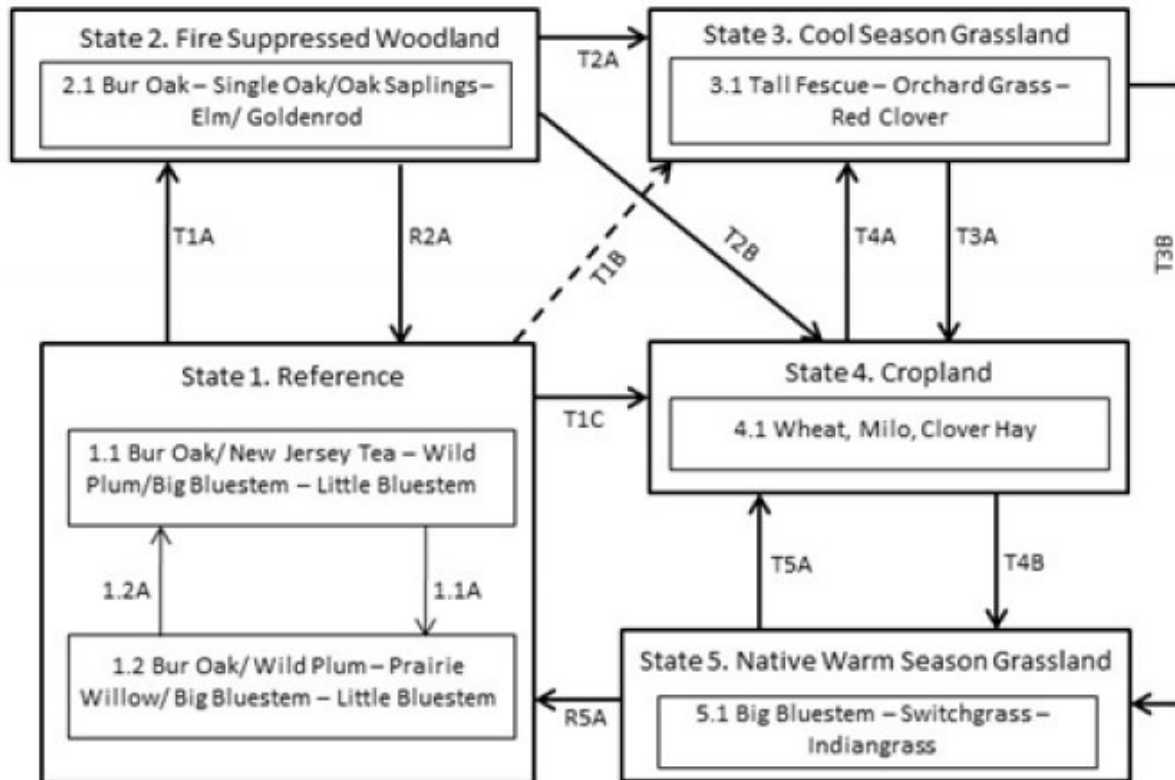 State 2. Fire Suppressed Woodland
2.1 Bur Oak – Single Oak/Oak Saplings–
Elm/ Goldenrod
T2A
State 3. Cool Season Grassland
3.1 Tall Fescue – Orchard Grass –
Red Clover
T1A
R2A
T1B
T2B
T4A
T3A
T3B
State 1. Reference
1.1 Bur Oak/ New Jersey Tea – Wild
Plum/Big Bluestem – Little Bluestem
1.2A
1.1A
1.2 Bur Oak/ Wild Plum – Prairie
Willow/ Big Bluestem – Little Bluestem
T1C
State 4. Cropland
4.1 Wheat, Milo, Clover Hay
T5A
T4B
R5A
State 5. Native Warm Season Grassland
5.1 Big Bluestem – Switchgrass –
Indiangrass